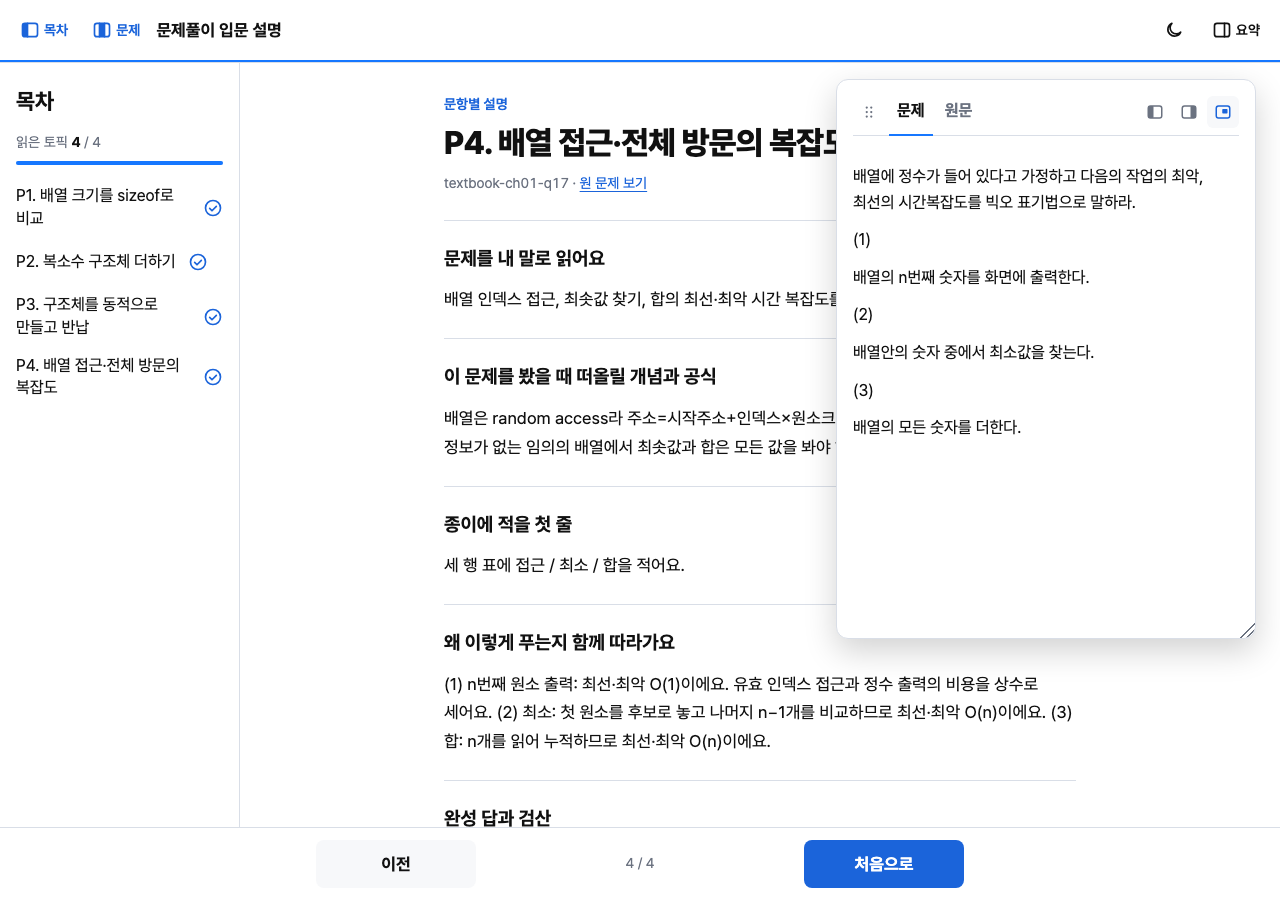 목차
문제
문제풀이 입문 설명
요약
목차
읽은 토픽 4 / 4
P1. 배열 크기를 sizeof로
비교
P2. 복소수 구조체 더하기
P3. 구조체를 동적으로
만들고 반납
P4. 배열 접근·전체 방문의
복잡도
문항별 설명
P4. 배열 접근·전체 방문의
textbook-ch01-q17 · 원 문제 보기
문제를 내 말로 읽어요
배열 인덱스 접근, 최솟값 찾기, 합의 최선·최악 시간 복잡도를
이 문제를 봤을 때 떠올릴 개념과 공식
배열은 random access라 주소=시작주소+인덱스×원소크
정보가 없는 임의의 배열에서 최솟값과 합은 모든 값을 봐야
종이에 적을 첫 줄
세 행 표에 접근 / 최소 / 합을 적어요.
왜 이렇게 푸는지 함께 따라가요
(1) n번째 원소 출력: 최선·최악 O(1)이에요. 유효 인덱스 접근과 정수 출력의 비용을 상수로
세어요. (2) 최소: 첫 원소를 후보로 놓고 나머지 n−1개를 비교하므로 최선·최악 O(n)이에요. (3)
합: n개를 읽어 누적하므로 최선·최악 O(n)이에요.
완성 답과 검산
문제
원문
배열에 정수가 들어 있다고 가정하고 다음의 작업의 최악,
최선의 시간복잡도를 빅오 표기법으로 말하라.
(1)
배열의 n번째 숫자를 화면에 출력한다.
(2)
배열안의 숫자 중에서 최소값을 찾는다.
(3)
배열의 모든 숫자를 더한다.
이전
4 / 4
처음으로